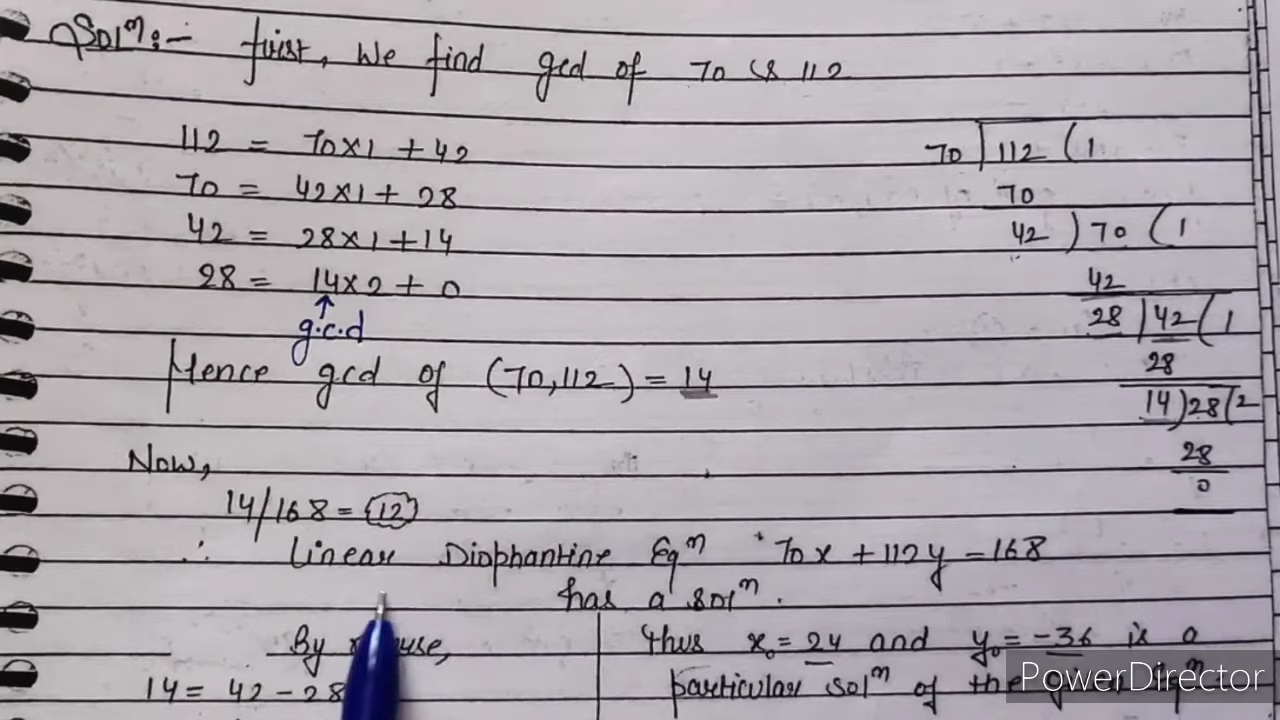 Solⁿ:- first, we find gcd of 70 & 112
112 = 70×1 + 42
70 = 42×1 + 28
42 = 28×1 + 14
28 = 14×2 + 0
↑
g.c.d
70 | 112 ( 1
70
42 ) 70 ( 1
42
28 | 42 ( 1
28
14 ) 28 ( 2
28
0
Hence gcd of (70,112) = 14
Now,
14/168 = 12
∴ Linear Diophantine Eqⁿ 70x + 112y = 168
has a solⁿ.
By
14 = 42 - 28
Thus x₀ = 24 and y₀ = -36 is a
particular solⁿ of the
PowerDirector